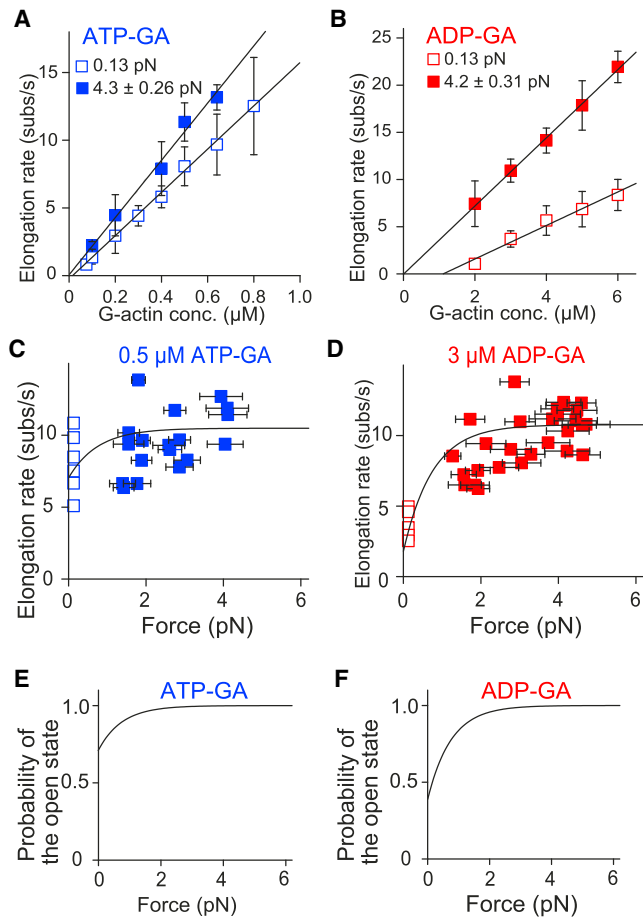 A
ATP-GA
0.13 pN
4.3 ± 0.26 pN
Elongation rate (subs/s)
15
10
5
0
0 0.2 0.4 0.6 0.8 1.0
G-actin conc. (µM)
B
ADP-GA
0.13 pN
4.2 ± 0.31 pN
Elongation rate (subs/s)
25
20
15
10
5
0
0 2 4 6
G-actin conc. (µM)
C
0.5 µM ATP-GA
Elongation rate (subs/s)
10
5
0
0 2 4 6
Force (pN)
D
3 µM ADP-GA
Elongation rate (subs/s)
10
5
0
0 2 4 6
Force (pN)
E
ATP-GA
Probability of
the open state
1.0
0.5
0
0 2 4 6
Force (pN)
F
ADP-GA
Probability of
the open state
1.0
0.5
0
0 2 4 6
Force (pN)